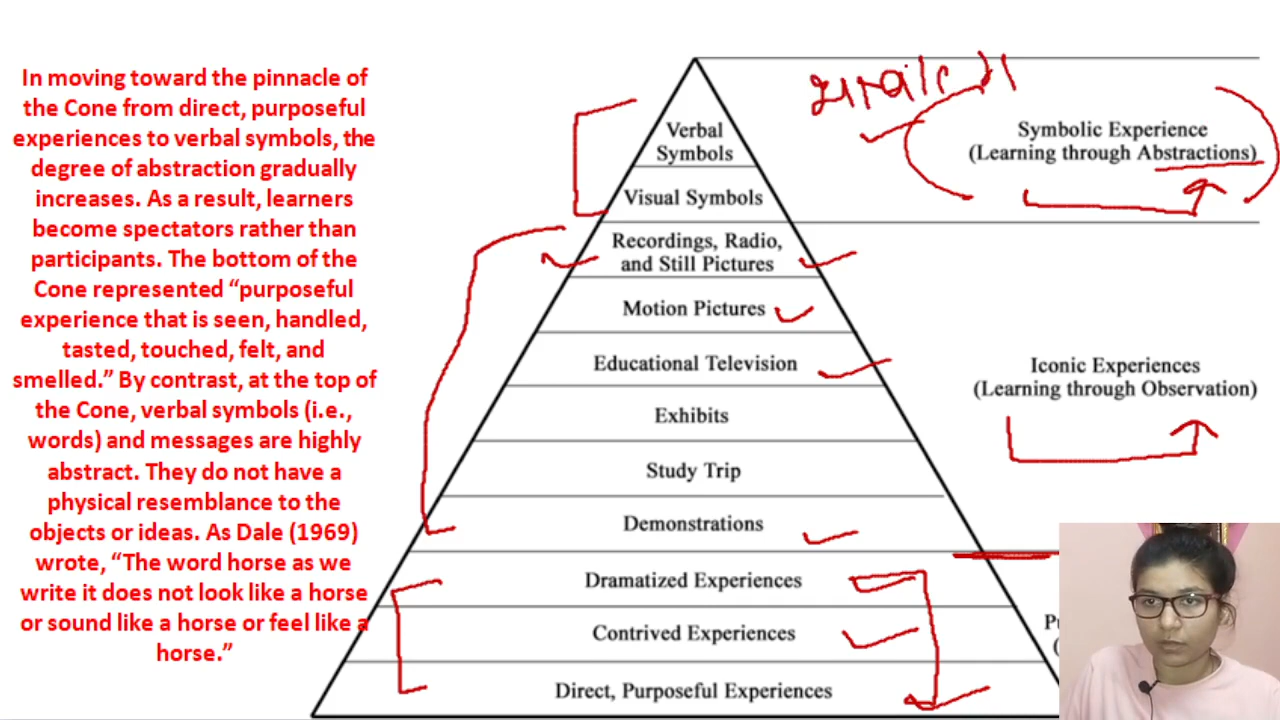 In moving toward the pinnacle of
the Cone from direct, purposeful
experiences to verbal symbols, the
degree of abstraction gradually
increases. As a result, learners
become spectators rather than
participants. The bottom of the
Cone represented “purposeful
experience that is seen, handled,
tasted, touched, felt, and
smelled.” By contrast, at the top of
the Cone, verbal symbols (i.e.,
words) and messages are highly
abstract. They do not have a
physical resemblance to the
objects or ideas. As Dale (1969)
wrote, “The word horse as we
write it does not look like a horse
or sound like a horse or feel like a
horse.”
Verbal
Symbols
Visual Symbols
Recordings, Radio,
and Still Pictures
Motion Pictures
Educational Television
Exhibits
Study Trip
Demonstrations
Dramatized Experiences
Contrived Experiences
Direct, Purposeful Experiences
Symbolic Experience
(Learning through Abstractions)
Iconic Experiences
(Learning through Observation)